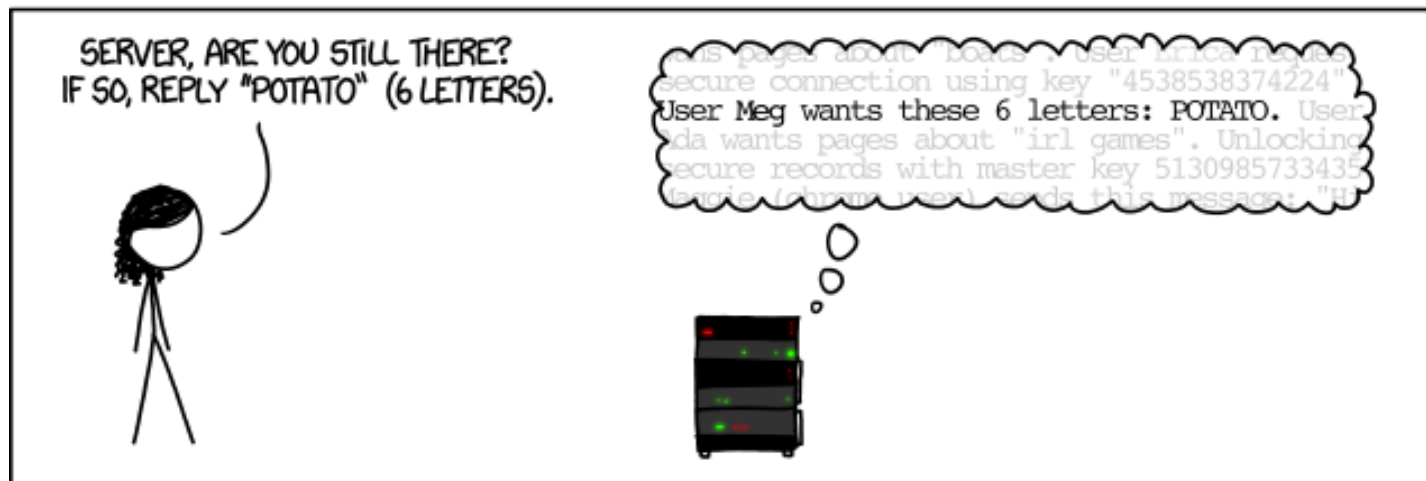 SERVER, ARE YOU STILL THERE?
IF SO, REPLY "POTATO" (6 LETTERS).
pages about "boats". User Erica reques
secure connection using key "4538538374224"
User Meg wants these 6 letters: POTATO. User
Ada wants pages about "irl games". Unlocking
secure records with master key 5130985733435
Maggie (chrome user) sends this message: "H